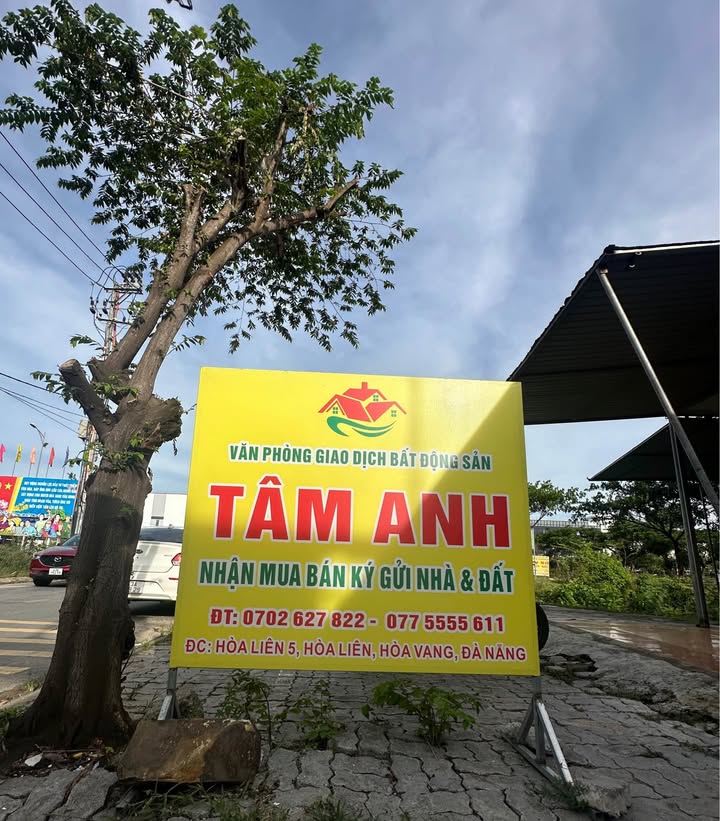 VĂN PHÒNG GIAO DỊCH BẤT ĐỘNG SẢN
TÂM ANH
NHẬN MUA BÁN KÝ GỬI NHÀ & ĐẤT
ĐT: 0702 627 822 - 077 5555 611
ĐC: HÒA LIÊN 5, HÒA LIÊN, HÒA VANG, ĐÀ NẴNG